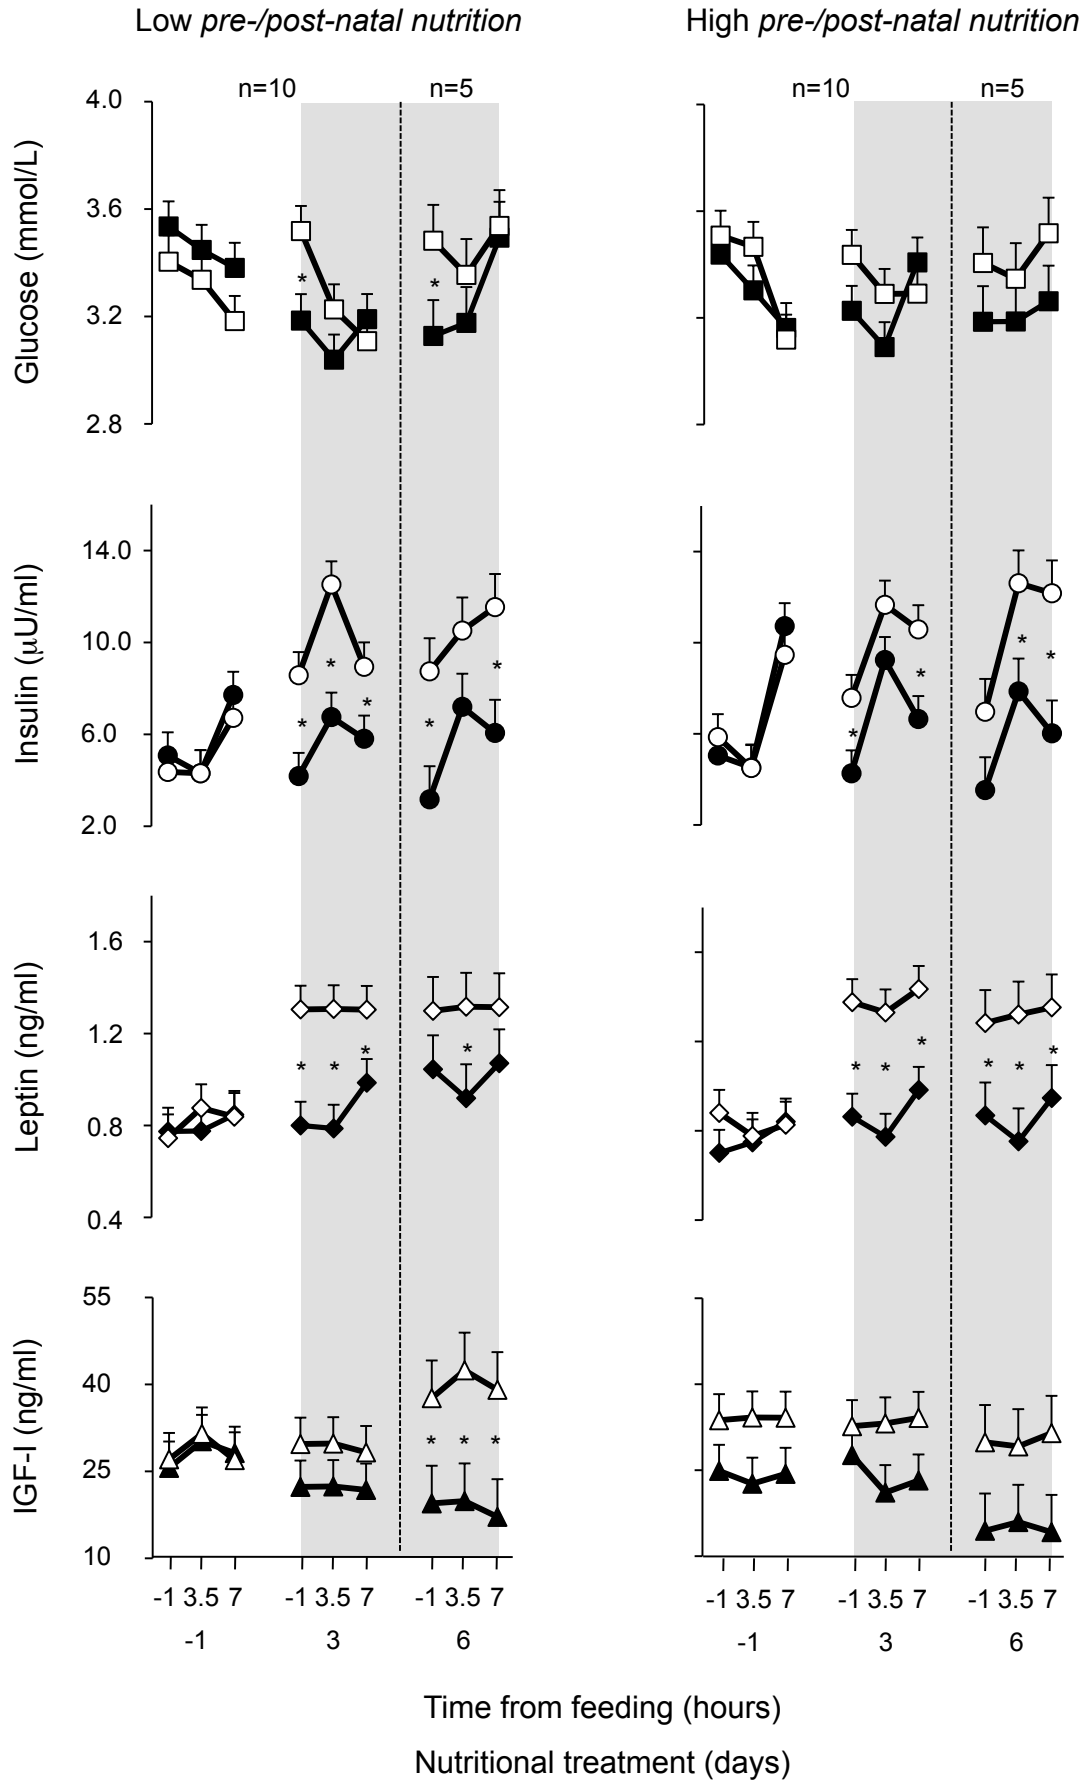 Low pre-/post-natal nutrition
High pre-/post-natal nutrition
n=10
n=5
n=10
n=5
Glucose (mmol/L)
4.0
3.6
3.2
2.8
*
*
Insulin (μU/ml)
14.0
10.0
6.0
2.0
*
*
*
*
*
*
*
*
*
Leptin (ng/ml)
1.6
1.2
0.8
0.4
*
*
*
*
*
*
*
*
*
*
IGF-I (ng/ml)
55
40
25
10
*
*
*
-1 3.5 7
-1 3.5 7
-1 3.5 7
-1 3.5 7
-1 3.5 7
-1 3.5 7
-1
3
6
-1
3
6
Time from feeding (hours)
Nutritional treatment (days)